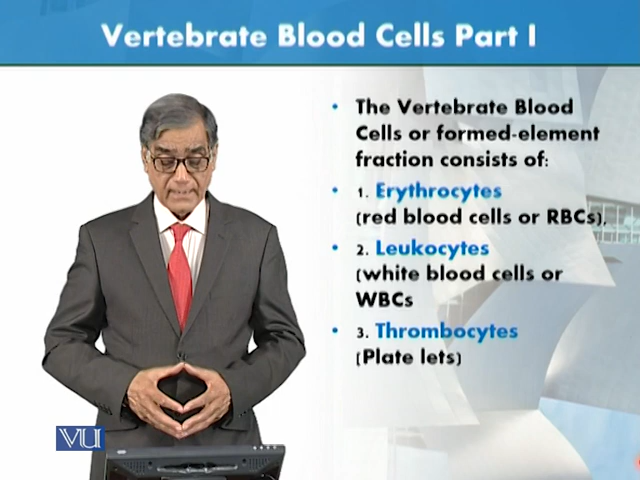 Vertebrate Blood Cells Part I
• The Vertebrate Blood
Cells or formed-element
fraction consists of:
• 1. Erythrocytes
(red blood cells or RBCs),
• 2. Leukocytes
(white blood cells or
WBCs
• 3. Thrombocytes
(Plate lets)
VU